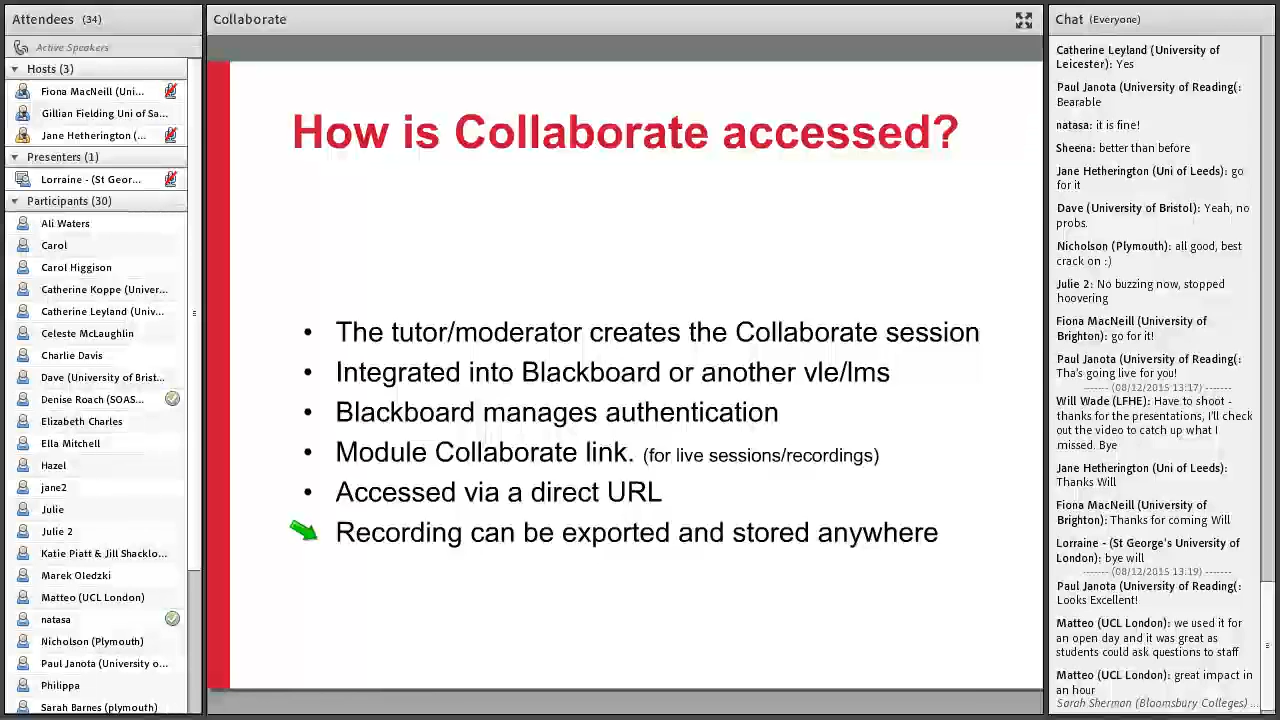 Attendees (34)
Active Speakers
Hosts (3)
Fiona MacNeill (Uni...
Gillian Fielding Uni of Sa...
Jane Hetherington (...
Presenters (1)
Lorraine - (St Geor...
Participants (30)
Ali Waters
Carol
Carol Higgison
Catherine Koppe (Univer...
Catherine Leyland (Univ...
Celeste McLaughlin
Charlie Davis
Dave (University of Brist...
Denise Roach (SOAS...
Elizabeth Charles
Ella Mitchell
Hazel
jane2
Julie
Julie 2
Katie Piatt & Jill Shacklo...
Marek Oledzki
Matteo (UCL London)
natasa
Nicholson (Plymouth)
Paul Janota (University o...
Philippa
Sarah Barnes (plymouth)
Collaborate
How is Collaborate accessed?
• The tutor/moderator creates the Collaborate session
• Integrated into Blackboard or another vle/lms
• Blackboard manages authentication
• Module Collaborate link. (for live sessions/recordings)
• Accessed via a direct URL
Recording can be exported and stored anywhere
Chat (Everyone)
Catherine Leyland (University of
Leicester): Yes
Paul Janota (University of Reading(:
Bearable
natasa: it is fine!
Sheena: better than before
Jane Hetherington (Uni of Leeds): go
for it
Dave (University of Bristol): Yeah, no
probs.
Nicholson (Plymouth): all good, best
crack on :)
Julie 2: No buzzing now, stopped
hoovering
Fiona MacNeill (University of
Brighton): go for it!
Paul Janota (University of Reading(:
Tha's going live for you!
------- (08/12/2015 13.17) -------
Will Wade (LFHE): Have to shoot -
thanks for the presentations, I'll check
out the video to catch up what I
missed. Bye
Jane Hetherington (Uni of Leeds):
Thanks Will
Fiona MacNeill (University of
Brighton): Thanks for coming Will
Lorraine - (St George's University of
London): bye will
------- (08/12/2015 13.19) -------
Paul Janota (University of Reading(:
Looks Excellent!
Matteo (UCL London): we used it for
an open day and it was great as
students could ask questions to staff
Matteo (UCL London): great impact in
an hour
Sarah Sherman (Bloomsbury Colleges) ...